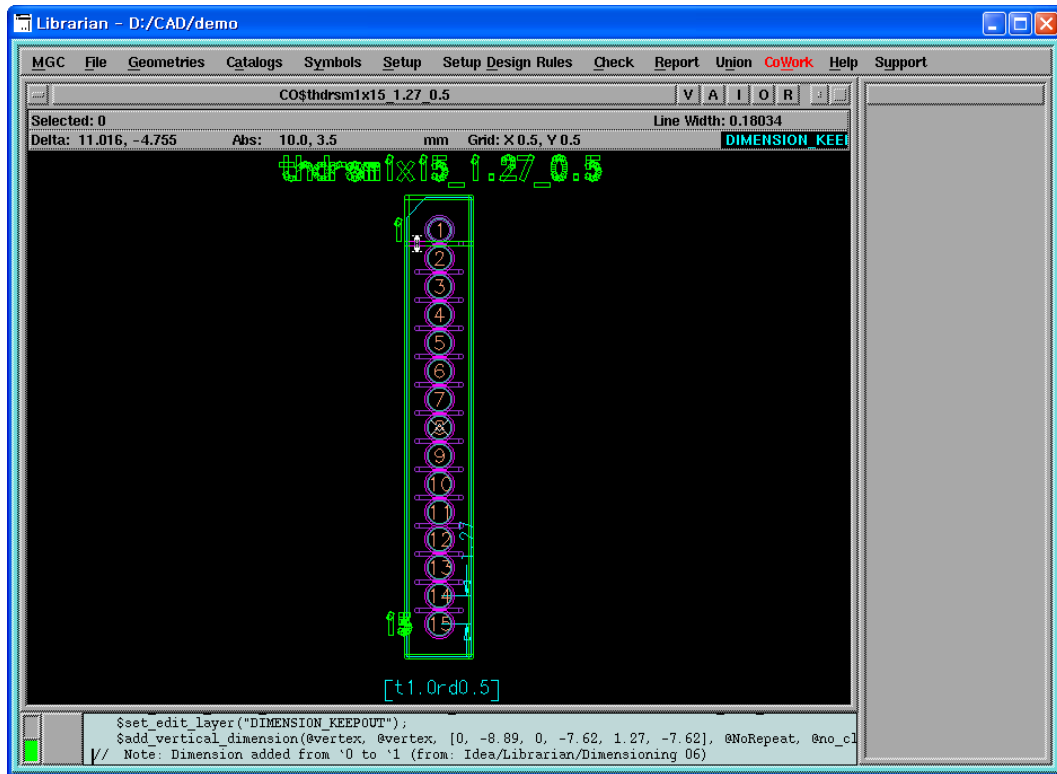 Librarian - D:/CAD/demo
MGC File Geometries Catalogs Symbols Setup Setup Design Rules Check Report Union CoWork Help Support
CO$thdrsm1x15_1.27_0.5 V A I O R
Selected: 0 Line Width: 0.18034
Delta: 11.016, -4.755 Abs: 10.0, 3.5 mm Grid: X 0.5, Y 0.5 DIMENSION_KEE
thdrsm1x15_1.27_0.5
1
1
2
3
4
5
6
7
8
9
10
11
12
1.27
13
14
15
15
[t1.0rd0.5]
$set_edit_layer("DIMENSION_KEEPOUT");
$add_vertical_dimension(@vertex, @vertex, [0, -8.89, 0, -7.62, 1.27, -7.62], @NoRepeat, @no_cl
// Note: Dimension added from `0 to `1 (from: Idea/Librarian/Dimensioning 06)